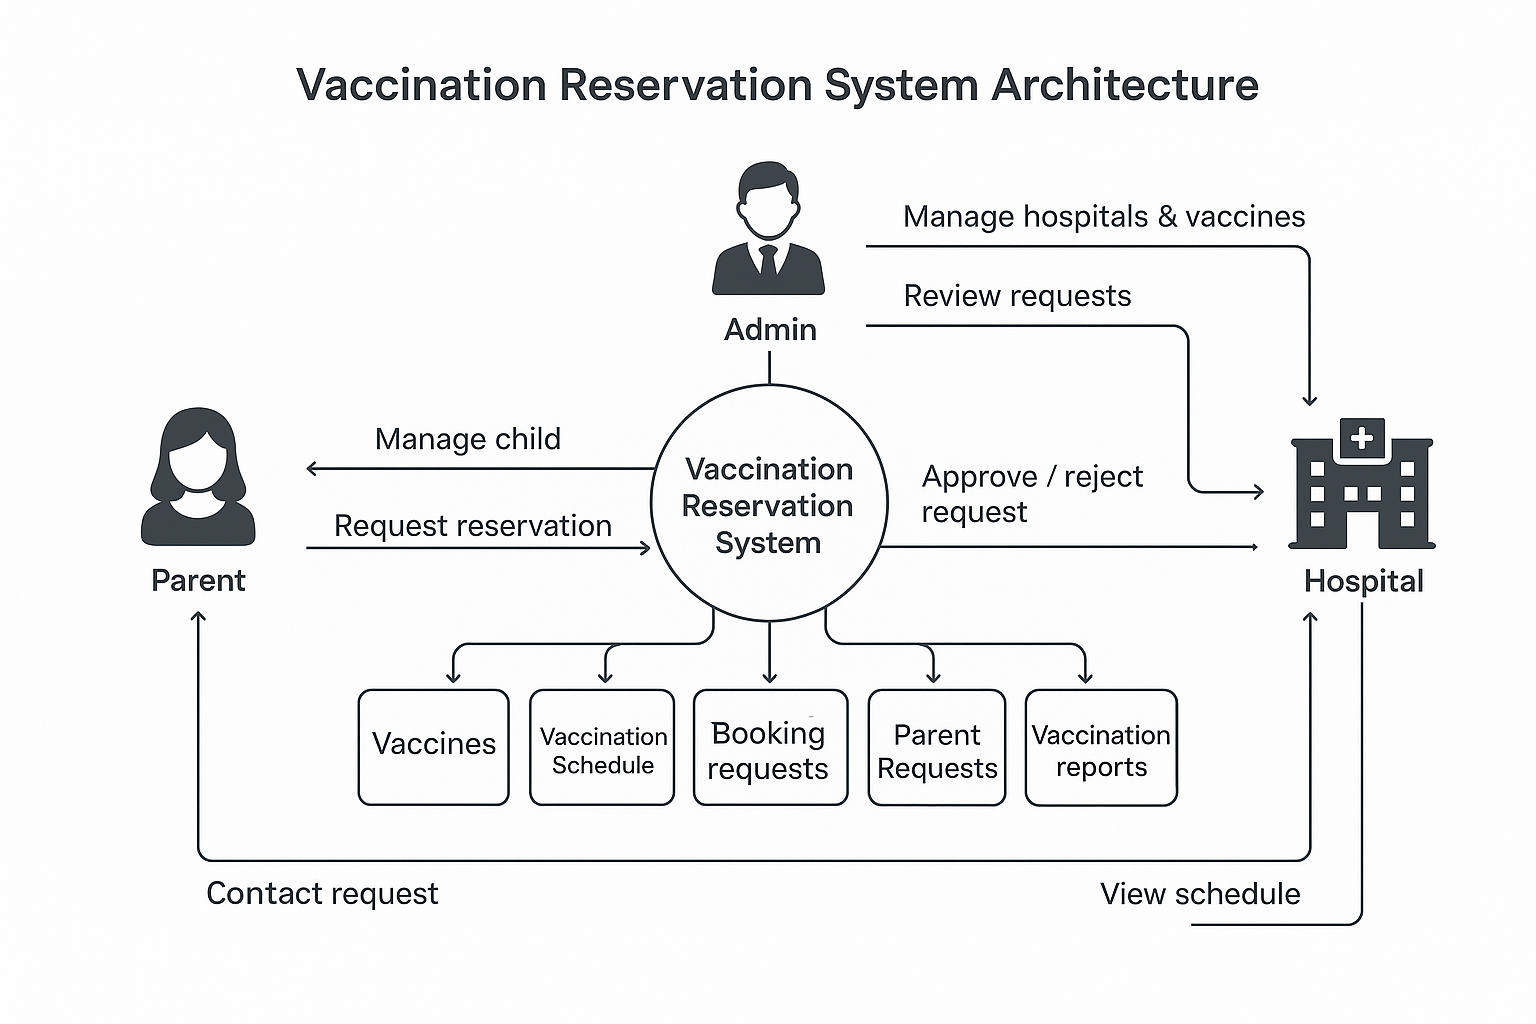 Vaccination Reservation System Architecture
Manage hospitals & vaccines
Review requests
Admin
Manage child
Request reservation
Parent
Vaccination
Reservation
System
Approve / reject
request
Hospital
Vaccines
Vaccination
Schedule
Booking
requests
Parent
Requests
Vaccination
reports
Contact request
View schedule